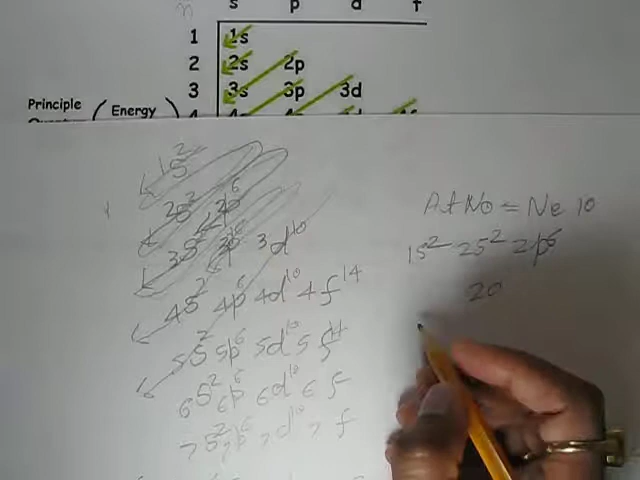 n s p d f
1 1s
2 2s 2p
3 3s 3p 3d
Principle Energy
1s²
2s² 2p⁶
3s² 3p⁶ 3d¹⁰
4s² 4p⁶ 4d¹⁰ 4f¹⁴
5s² 5p⁶ 5d¹⁰ 5f¹⁴
6s² 6p⁶ 6d¹⁰ 6f
7s² 7p⁶ 7d¹⁰ 7f
At No = Ne 10
1s² 2s² 2p⁶
20